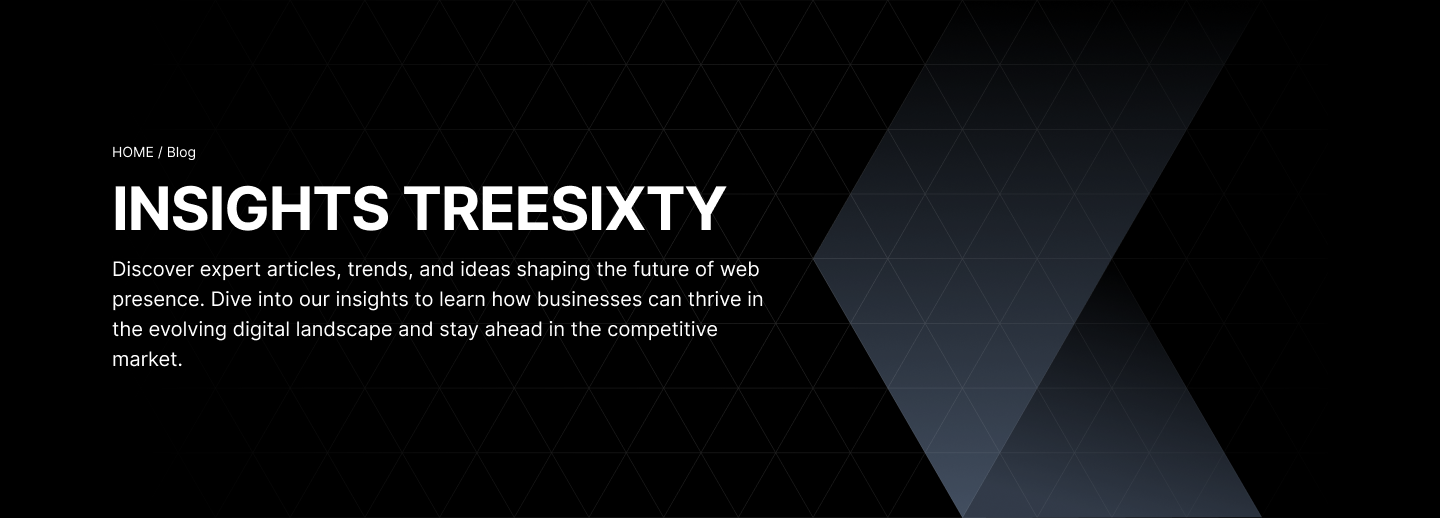 HOME / Blog
INSIGHTS TREESIXTY
Discover expert articles, trends, and ideas shaping the future of web
presence. Dive into our insights to learn how businesses can thrive in
the evolving digital landscape and stay ahead in the competitive
market.